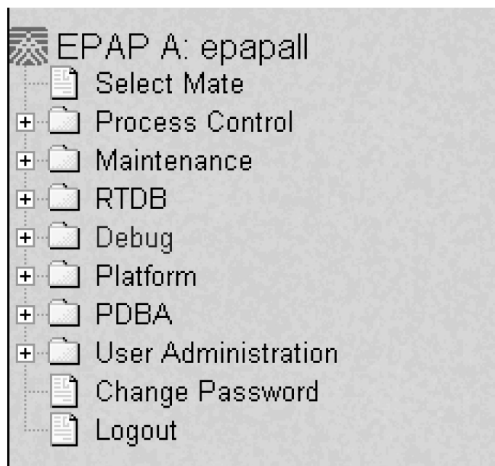 EPAP A: epapall
Select Mate
Process Control
Maintenance
RTDB
Debug
Platform
PDBA
User Administration
Change Password
Logout